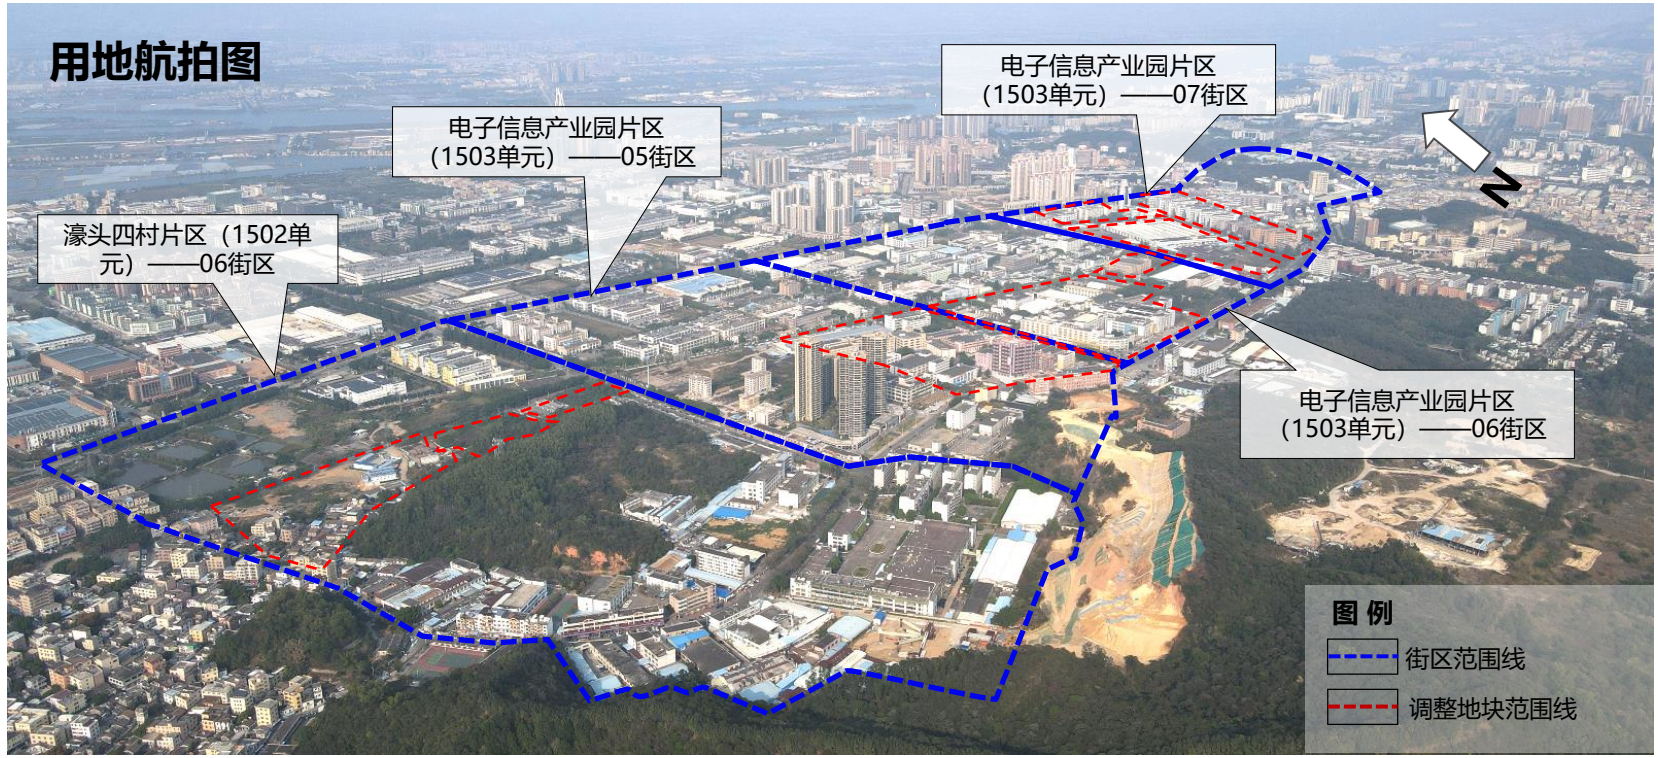 用地航拍图
电子信息产业园片区
（1503单元）——07街区
电子信息产业园片区
（1503单元）——05街区
N
濠头四村片区（1502单
元）——06街区
电子信息产业园片区
（1503单元）——06街区
图 例
街区范围线
调整地块范围线